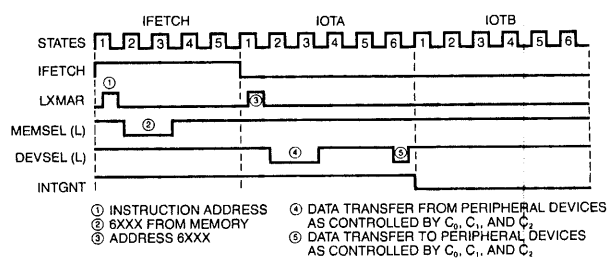 IFETCH IOTA IOTB
STATES 1 2 3 4 5 1 2 3 4 5 6 1 2 3 4 5 6
IFETCH
LXMAR ① ③
MEMSEL (L) ②
DEVSEL (L) ④ ⑤
INTGNT
① INSTRUCTION ADDRESS
② 6XXX FROM MEMORY
③ ADDRESS 6XXX
④ DATA TRANSFER FROM PERIPHERAL DEVICES
AS CONTROLLED BY C₀, C₁, AND C₂
⑤ DATA TRANSFER TO PERIPHERAL DEVICES
AS CONTROLLED BY C₀, C₁, AND C₂